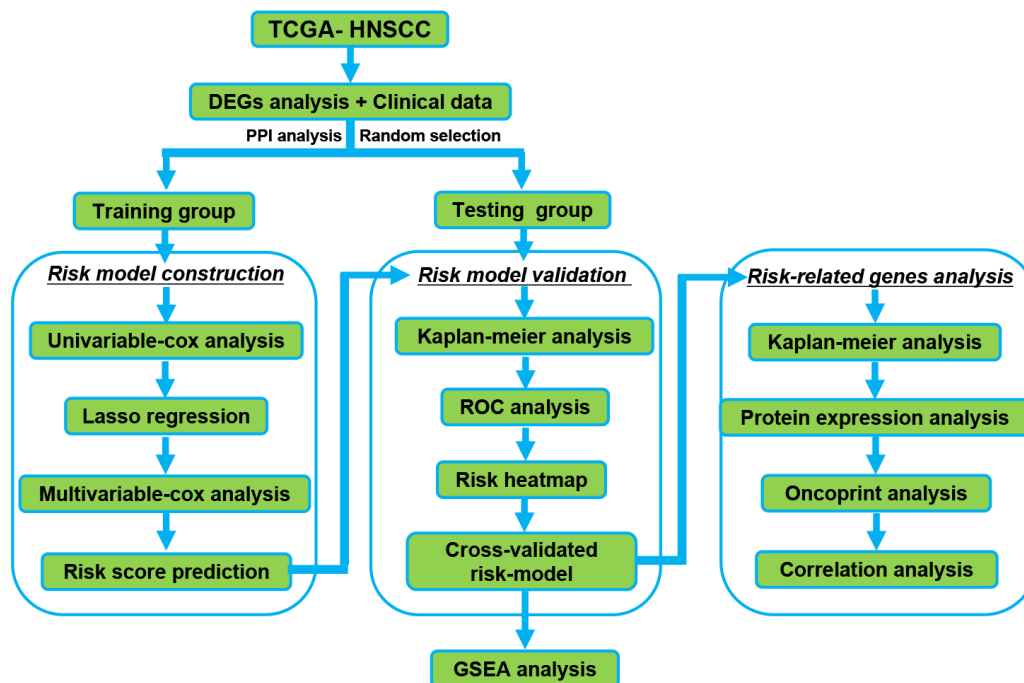 TCGA- HNSCC
DEGs analysis + Clinical data
PPI analysis Random selection
Training group
Testing group
Risk model construction
Univariable-cox analysis
Lasso regression
Multivariable-cox analysis
Risk score prediction
Risk model validation
Kaplan-meier analysis
ROC analysis
Risk heatmap
Cross-validated
risk-model
GSEA analysis
Risk-related genes analysis
Kaplan-meier analysis
Protein expression analysis
Oncoprint analysis
Correlation analysis